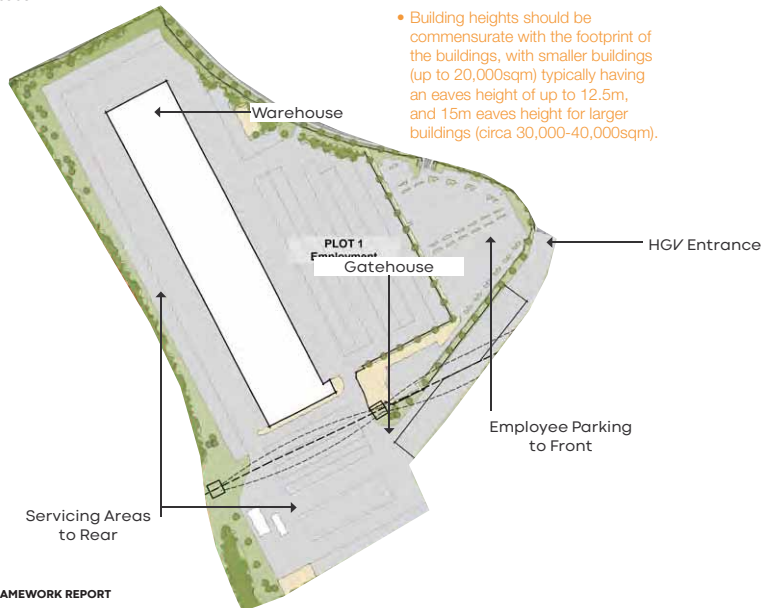 • Building heights should be
commensurate with the footprint of
the buildings, with smaller buildings
(up to 20,000sqm) typically having
an eaves height of up to 12.5m,
and 15m eaves height for larger
buildings (circa 30,000-40,000sqm).
Warehouse
PLOT 1
Employment
Gatehouse
HGV Entrance
Employee Parking
to Front
Servicing Areas
to Rear
AMEWORK REPORT